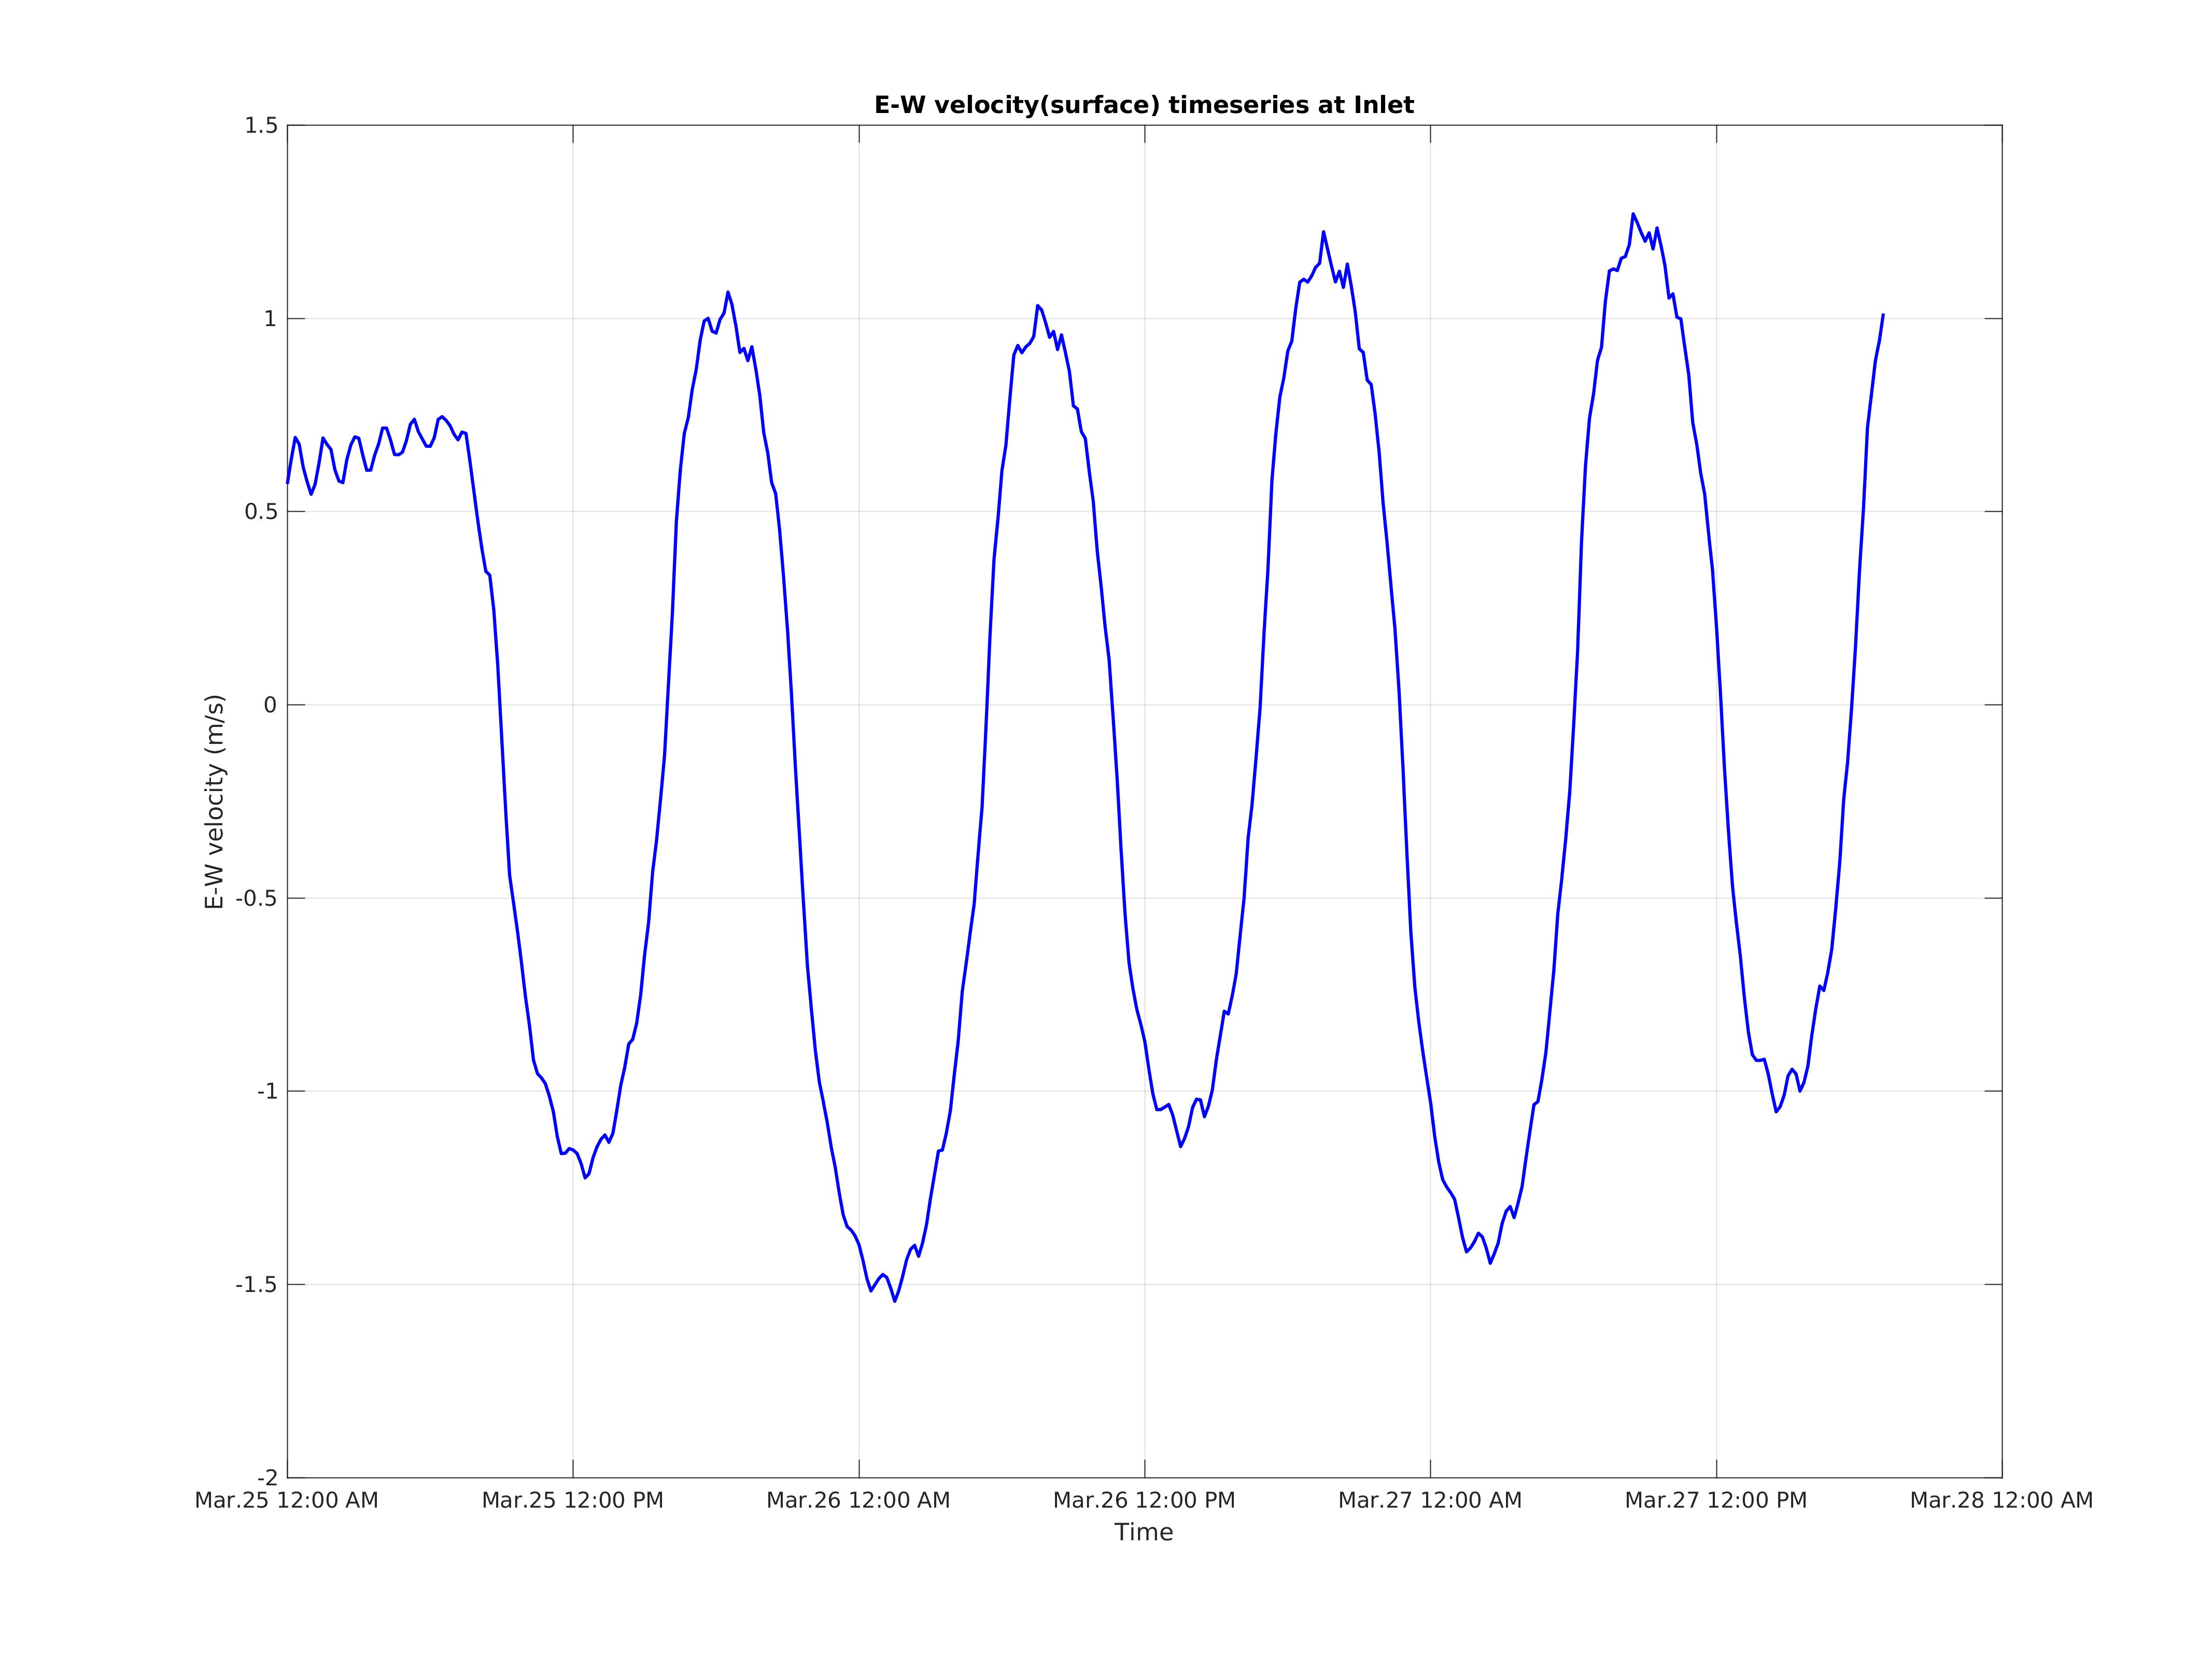 E-W velocity(surface) timeseries at Inlet
1.5
1
0.5
0
-0.5
-1
-1.5
-2
E-W velocity (m/s)
Mar.25 12:00 AM Mar.25 12:00 PM Mar.26 12:00 AM Mar.26 12:00 PM Mar.27 12:00 AM Mar.27 12:00 PM Mar.28 12:00 AM
Time